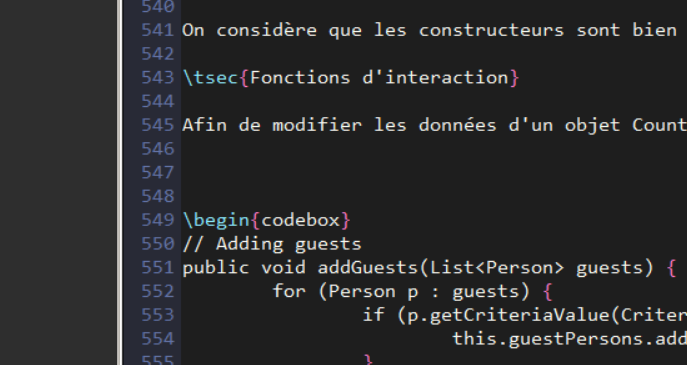 540
541 On considère que les constructeurs sont bien
542
543 \tsec{Fonctions d'interaction}
544
545 Afin de modifier les données d'un objet Count
546
547
548
549 \begin{codebox}
550 // Adding guests
551 public void addGuests(List<Person> guests) {
552 for (Person p : guests) {
553 if (p.getCriteriaValue(Criter
554 this.guestPersons.add
555 }